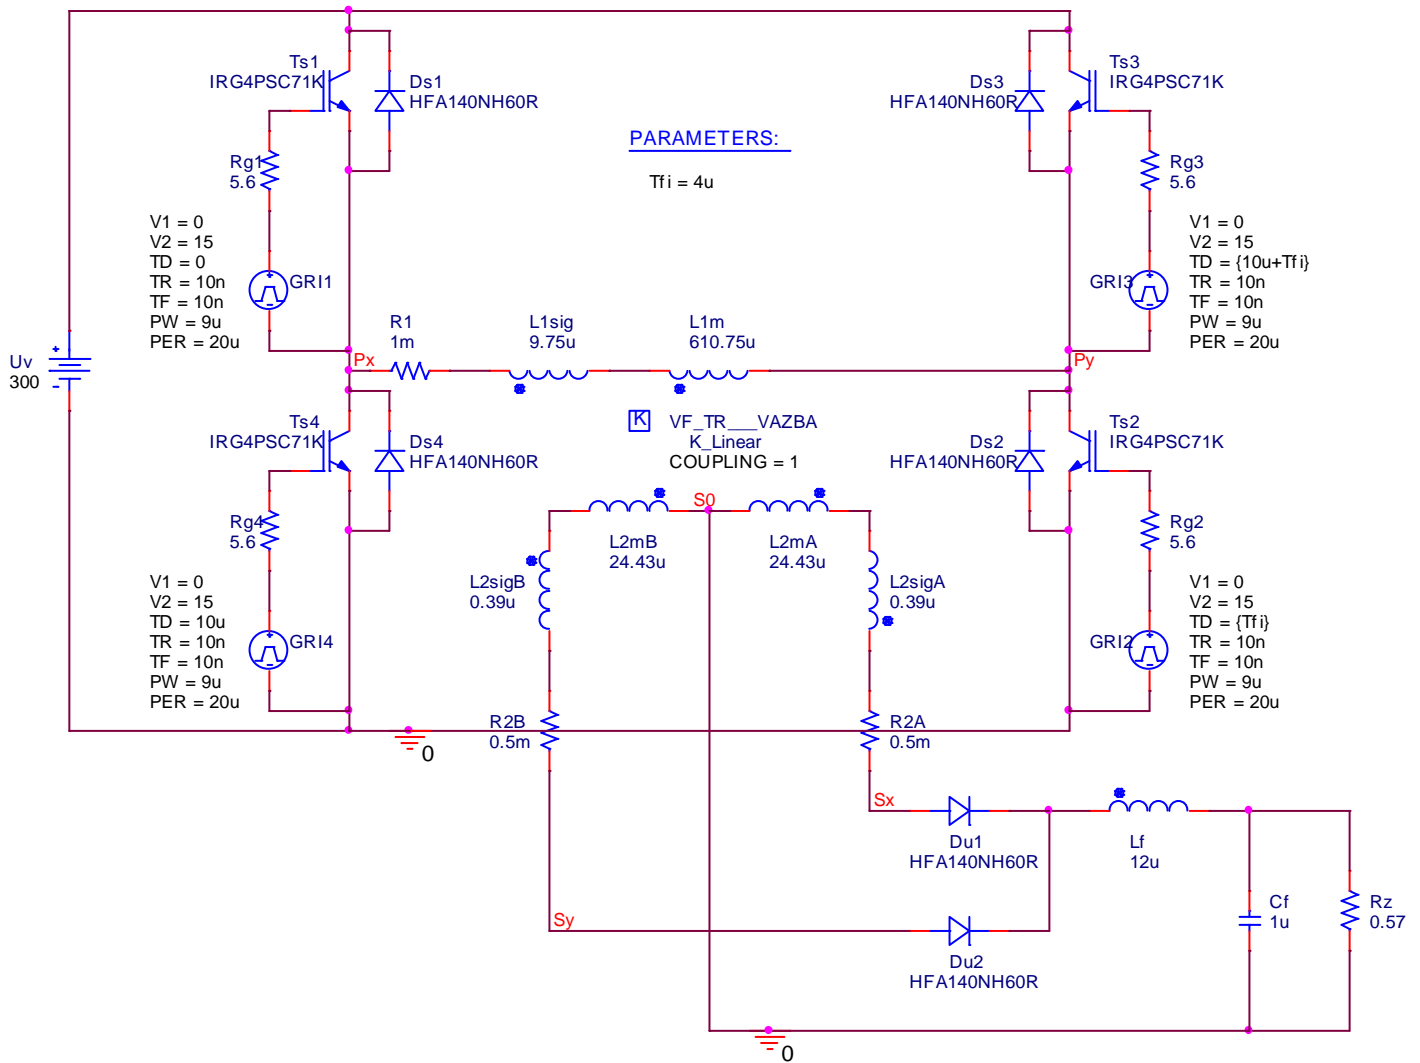 Ts1
IRG4PSC71K
Ds1
HFA140NH60R
Rg1
5.6
V1 = 0
V2 = 15
TD = 0
TR = 10n
TF = 10n
PW = 9u
PER = 20u
GRI1
PARAMETERS:
Tfi = 4u
Ts3
IRG4PSC71K
Ds3
HFA140NH60R
Rg3
5.6
V1 = 0
V2 = 15
TD = {10u+Tfi}
TR = 10n
TF = 10n
PW = 9u
PER = 20u
GRI3
Uv
300
+
-
Px
R1
1m
L1sig
9.75u
L1m
610.75u
Py
K
VF_TR___VAZBA
K_Linear
COUPLING = 1
Ts4
IRG4PSC71K
Ds4
HFA140NH60R
Rg4
5.6
V1 = 0
V2 = 15
TD = 10u
TR = 10n
TF = 10n
PW = 9u
PER = 20u
GRI4
Ts2
IRG4PSC71K
Ds2
HFA140NH60R
Rg2
5.6
V1 = 0
V2 = 15
TD = {Tfi}
TR = 10n
TF = 10n
PW = 9u
PER = 20u
GRI2
S0
L2mB
24.43u
L2mA
24.43u
L2sigB
0.39u
L2sigA
0.39u
R2B
0.5m
R2A
0.5m
0
Sx
Du1
HFA140NH60R
Lf
12u
Sy
Du2
HFA140NH60R
Cf
1u
Rz
0.57
0